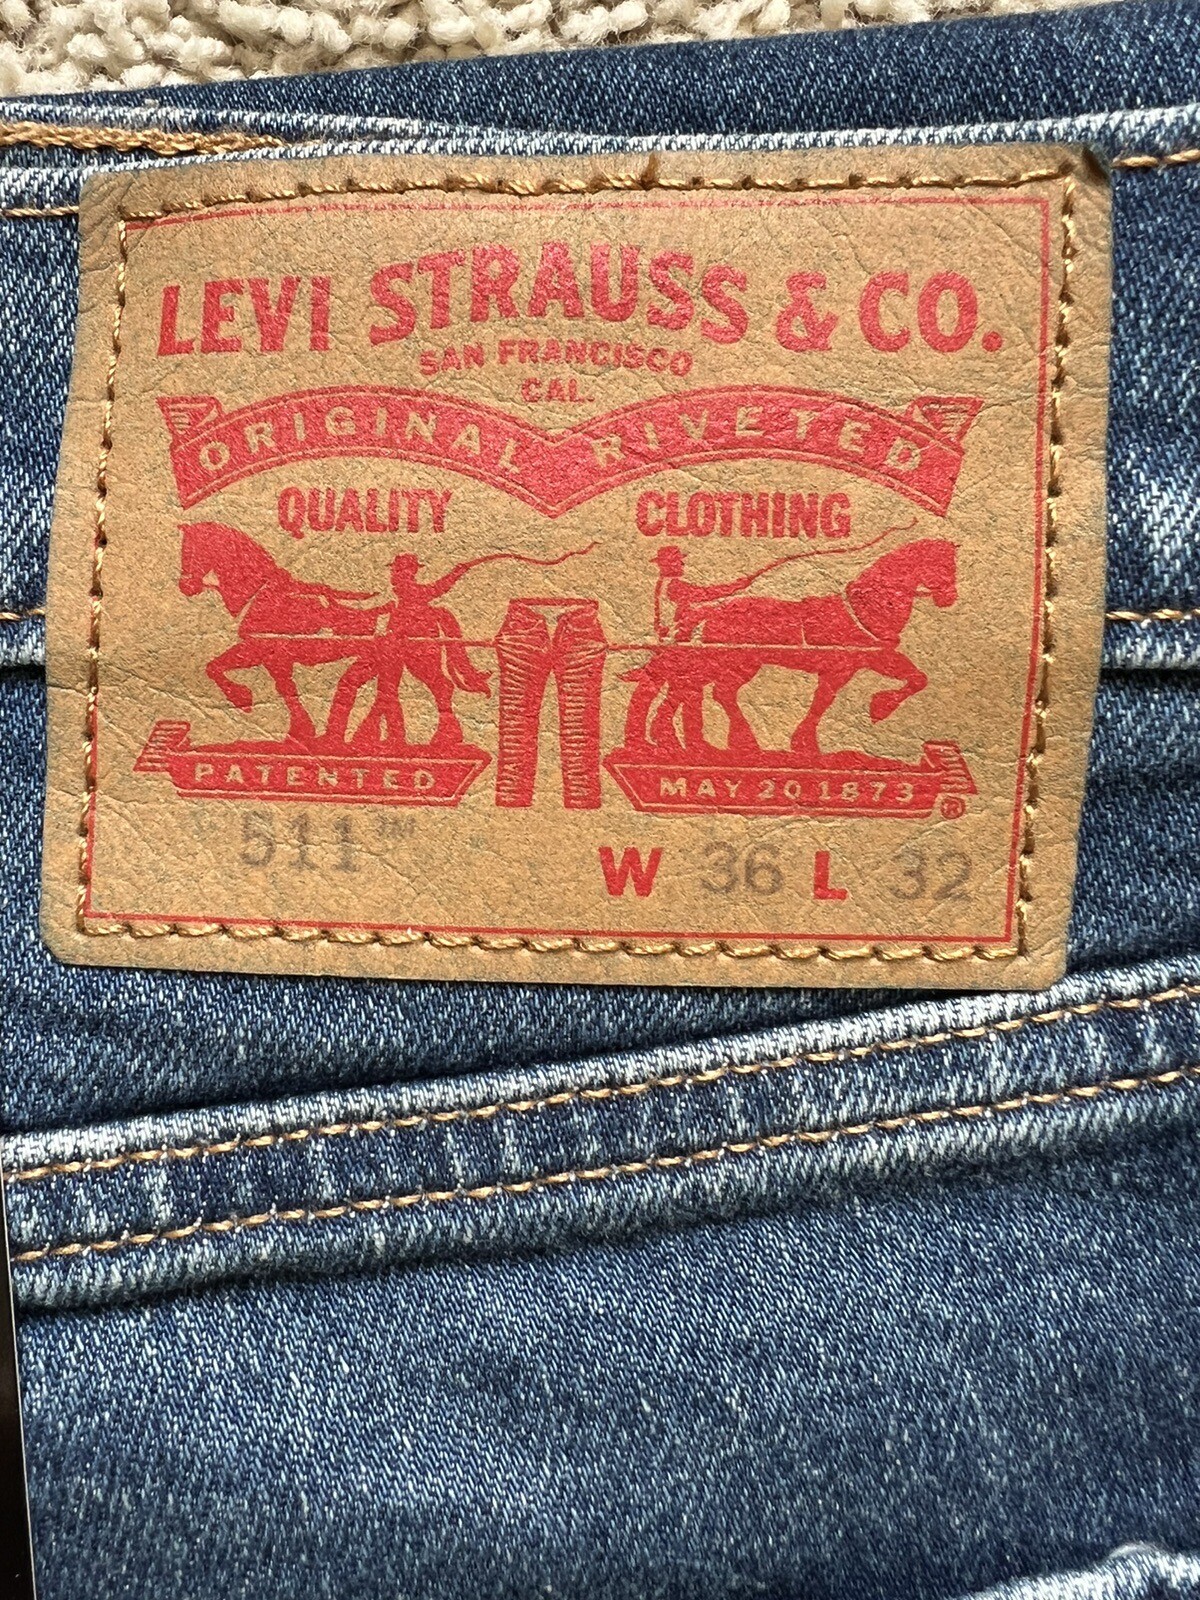 LEVI STRAUSS & CO.
SAN FRANCISCO
CAL.
ORIGINAL RIVETED
QUALITY CLOTHING
PATENTED MAY 20 1873 ®
511™ W 36 L 32